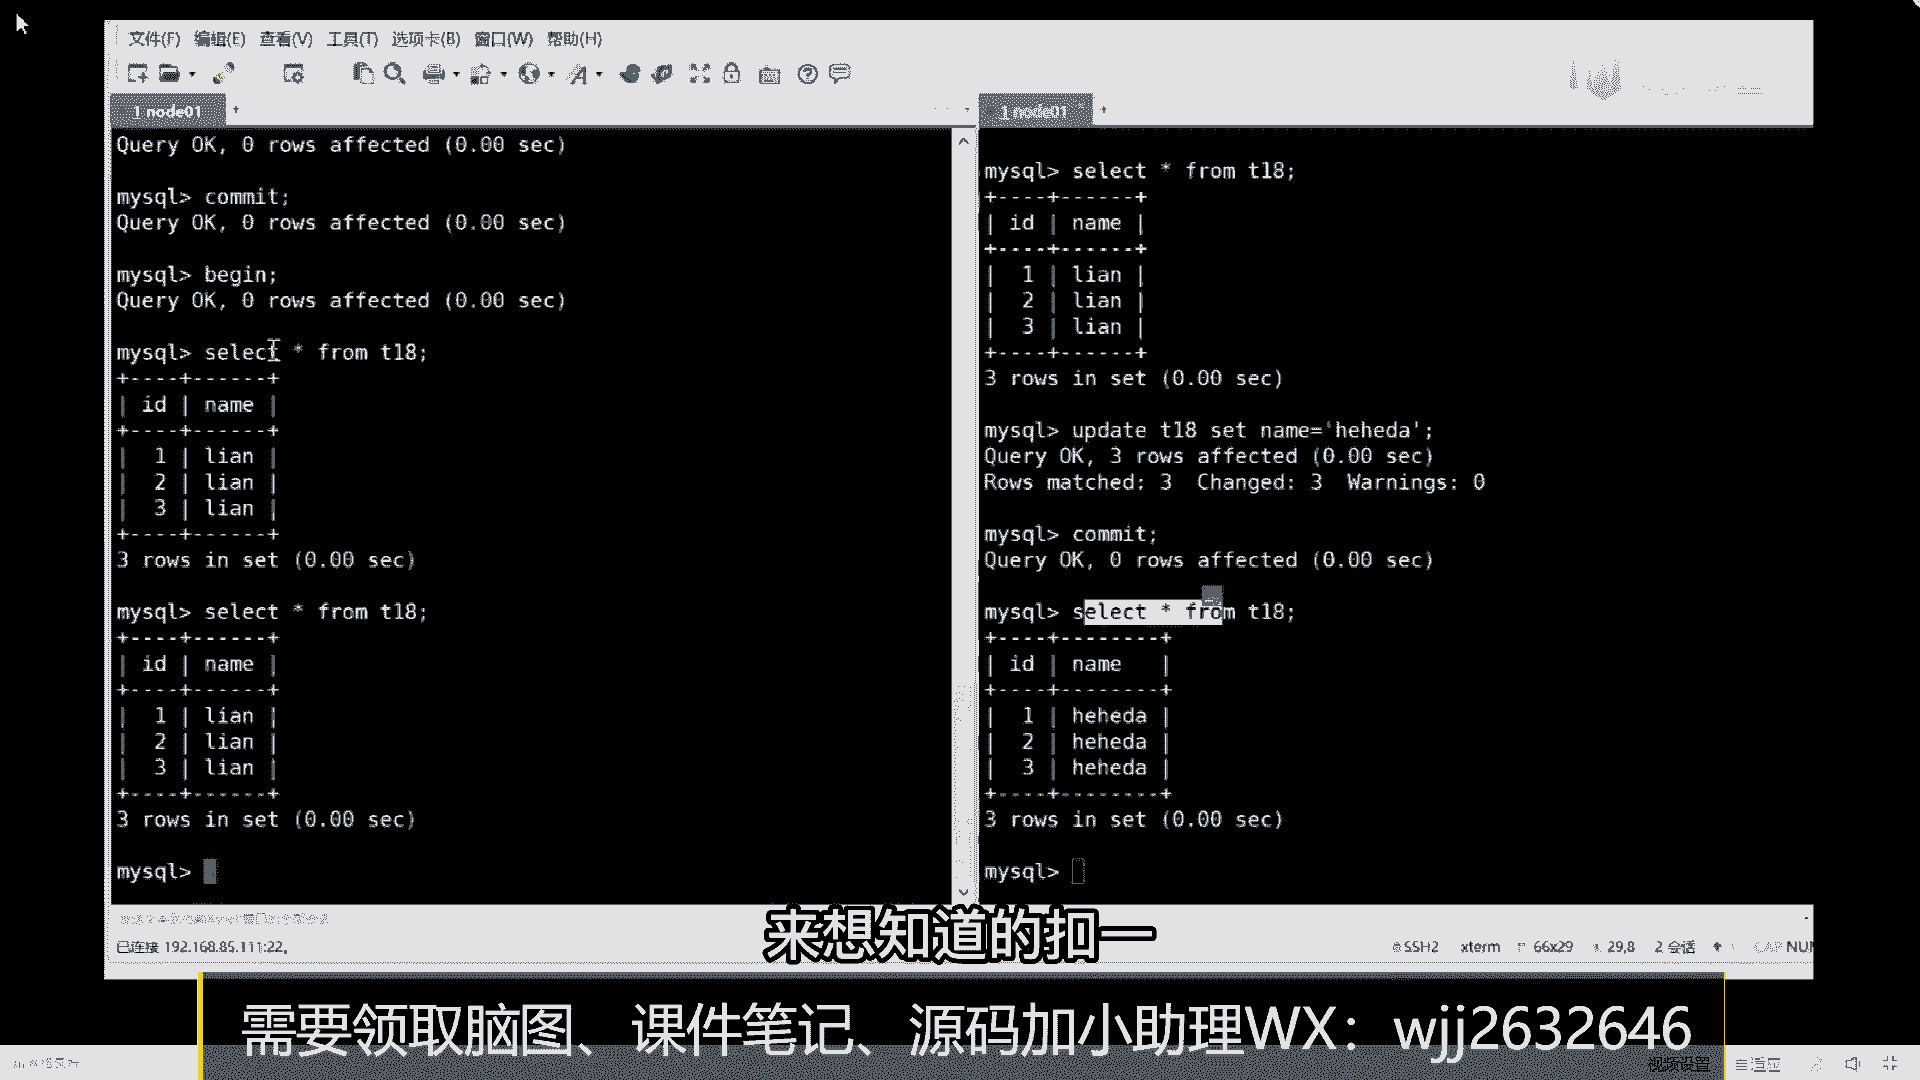 文件(F) 编辑(E) 查看(V) 工具(T) 选项卡(B) 窗口(W) 帮助(H)
1 node01 +
Query OK, 0 rows affected (0.00 sec)
mysql> commit;
Query OK, 0 rows affected (0.00 sec)
mysql> begin;
Query OK, 0 rows affected (0.00 sec)
mysql> select * from t18;
+----+------+
| id | name |
+----+------+
| 1 | lian |
| 2 | lian |
| 3 | lian |
+----+------+
3 rows in set (0.00 sec)
mysql> select * from t18;
+----+------+
| id | name |
+----+------+
| 1 | lian |
| 2 | lian |
| 3 | lian |
+----+------+
3 rows in set (0.00 sec)
mysql>
1 node01 +
mysql> select * from t18;
+----+------+
| id | name |
+----+------+
| 1 | lian |
| 2 | lian |
| 3 | lian |
+----+------+
3 rows in set (0.00 sec)
mysql> update t18 set name='heheda';
Query OK, 3 rows affected (0.00 sec)
Rows matched: 3 Changed: 3 Warnings: 0
mysql> commit;
Query OK, 0 rows affected (0.00 sec)
mysql> select * from t18;
+----+--------+
| id | name |
+----+--------+
| 1 | heheda |
| 2 | heheda |
| 3 | heheda |
+----+--------+
3 rows in set (0.00 sec)
mysql>
已连接 192.168.85.111:22。 SSH2 xterm 66x29 29,8 2 会话 CAP NUM
来想知道的扣一
需要领取脑图、课件笔记、源码加小助理WX：wjj2632646
视频设置
自适应